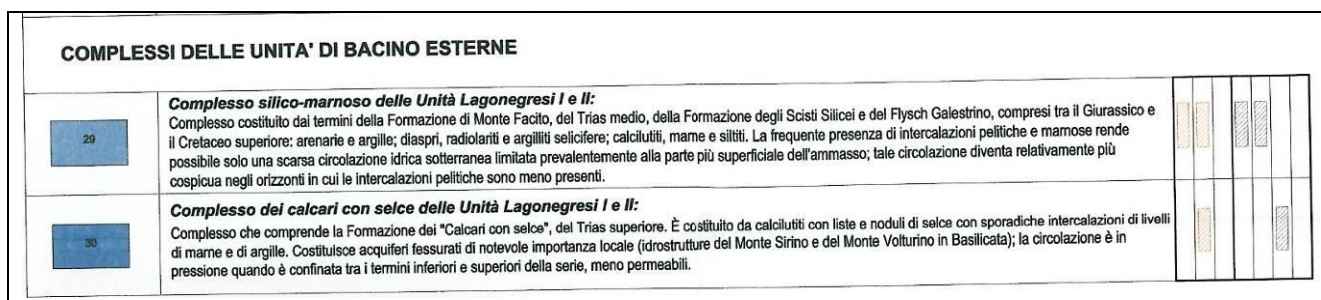 COMPLESSI DELLE UNITA' DI BACINO ESTERNE
29
Complesso silico-marnoso delle Unità Lagonegresi I e II:
Complesso costituito dai termini della Formazione di Monte Facito, del Trias medio, della Formazione degli Scisti Silicei e del Flysch Galestrino, compresi tra il Giurassico e
il Cretaceo superiore: arenarie e argille; diaspri, radiolariti e argilliti selicifere; calcilutiti, marne e siltiti. La frequente presenza di intercalazioni pelitiche e marnose rende
possibile solo una scarsa circolazione idrica sotterranea limitata prevalentemente alla parte più superficiale dell'ammasso; tale circolazione diventa relativamente più
cospicua negli orizzonti in cui le intercalazioni pelitiche sono meno presenti.
30
Complesso dei calcari con selce delle Unità Lagonegresi I e II:
Complesso che comprende la Formazione dei "Calcari con selce", del Trias superiore. È costituito da calcilutiti con liste e noduli di selce con sporadiche intercalazioni di livelli
di marne e di argille. Costituisce acquiferi fessurati di notevole importanza locale (idrostrutture del Monte Sirino e del Monte Volturino in Basilicata); la circolazione è in
pressione quando è confinata tra i termini inferiori e superiori della serie, meno permeabili.